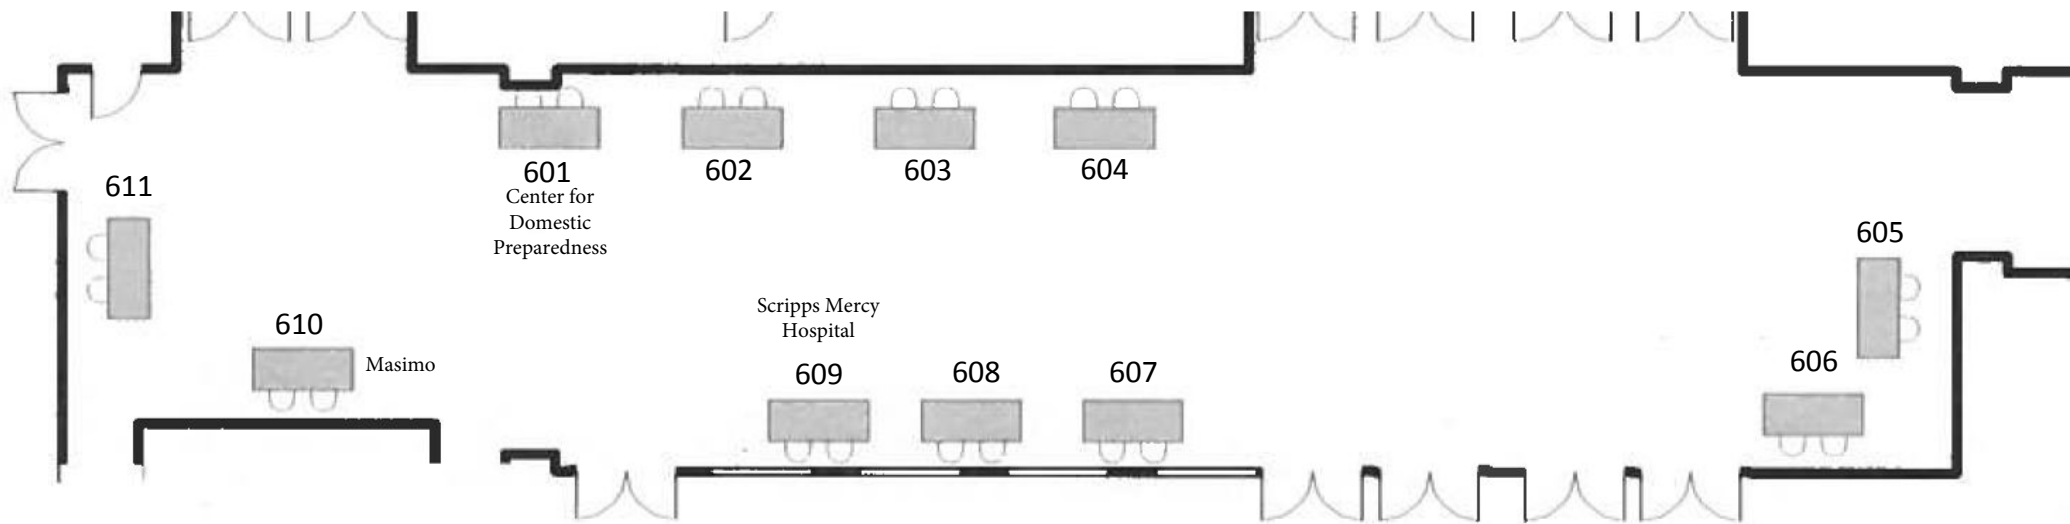 601
602
603
604
Center for
Domestic
Preparedness
611
605
Scripps Mercy
Hospital
610
Masimo
606
609
608
607